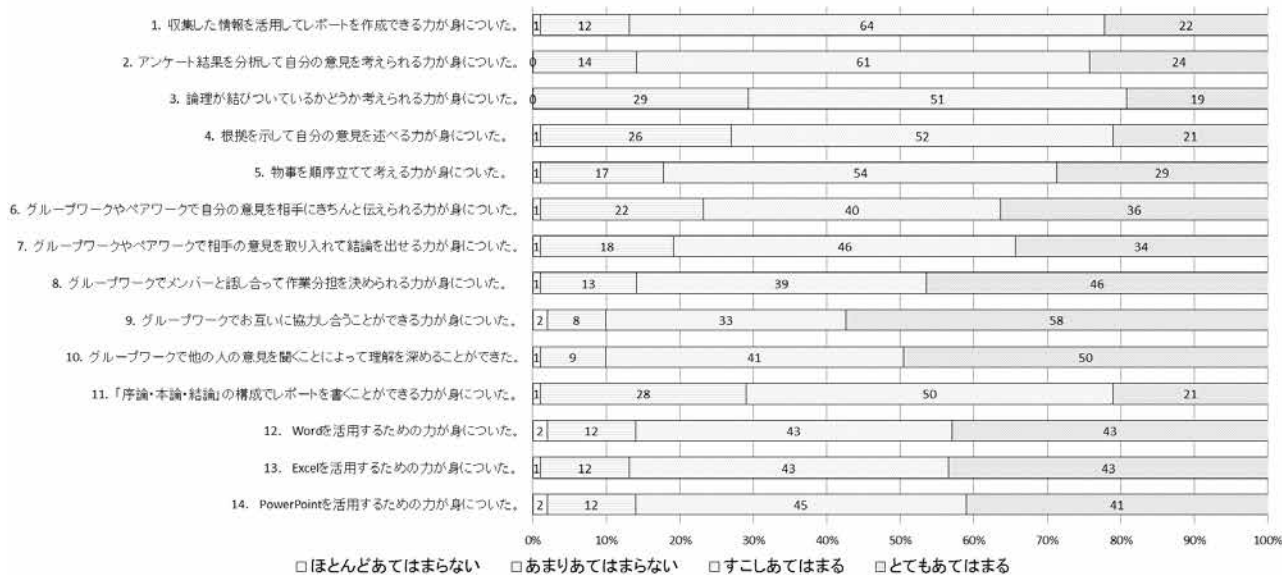 1. 収集した情報を活用してレポートを作成できる力が身についた。 1 12 64 22
2. アンケート結果を分析して自分の意見を考えられる力が身についた。 0 14 61 24
3. 論理が結びついているかどうか考えられる力が身についた。 0 29 51 19
4. 根拠を示して自分の意見を述べる力が身についた。 1 26 52 21
5. 物事を順序立てて考える力が身についた。 1 17 54 29
6. グループワークやペアワークで自分の意見を相手にきちんと伝えられる力が身についた。 1 22 40 36
7. グループワークやペアワークで相手の意見を取り入れて結論を出せる力が身についた。 1 18 46 34
8. グループワークでメンバーと話し合って作業分担を決められる力が身についた。 1 13 39 46
9. グループワークでお互いに協力し合うことができる力が身についた。 2 8 33 58
10. グループワークで他の人の意見を聞くことによって理解を深めることができた。 1 9 41 50
11. 「序論・本論・結論」の構成でレポートを書くことができる力が身についた。 1 28 50 21
12. Wordを活用するための力が身についた。 2 12 43 43
13. Excelを活用するための力が身についた。 1 12 43 43
14. PowerPointを活用するための力が身についた。 2 12 45 41
0% 10% 20% 30% 40% 50% 60% 70% 80% 90% 100%
ほとんどあてはまらない あまりあてはまらない すこしあてはまる とてもあてはまる